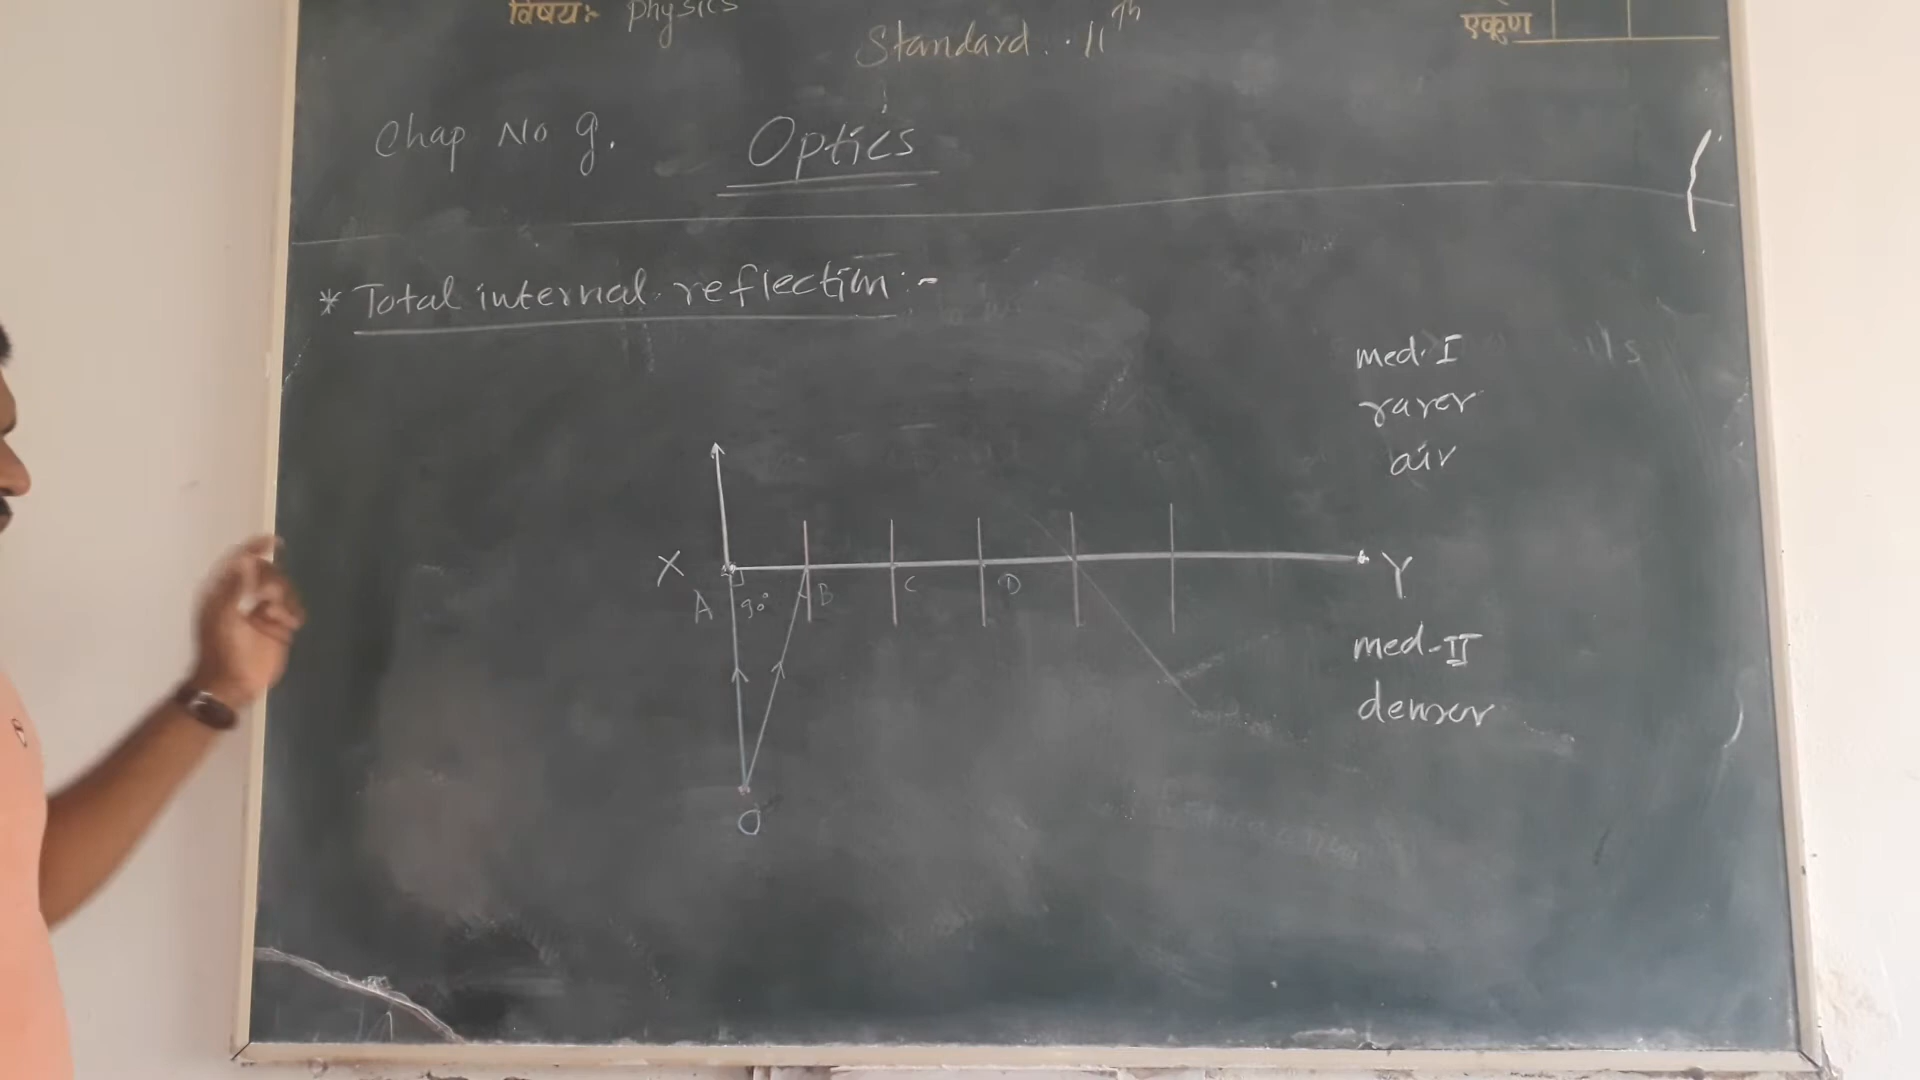 विषय:- Physics
Standard. 11th
एकूण
Chap No 9.
Optics
* Total internal reflection :-
med. I
rarer
air
X
Y
A 90° B C D
med-II
denser
O